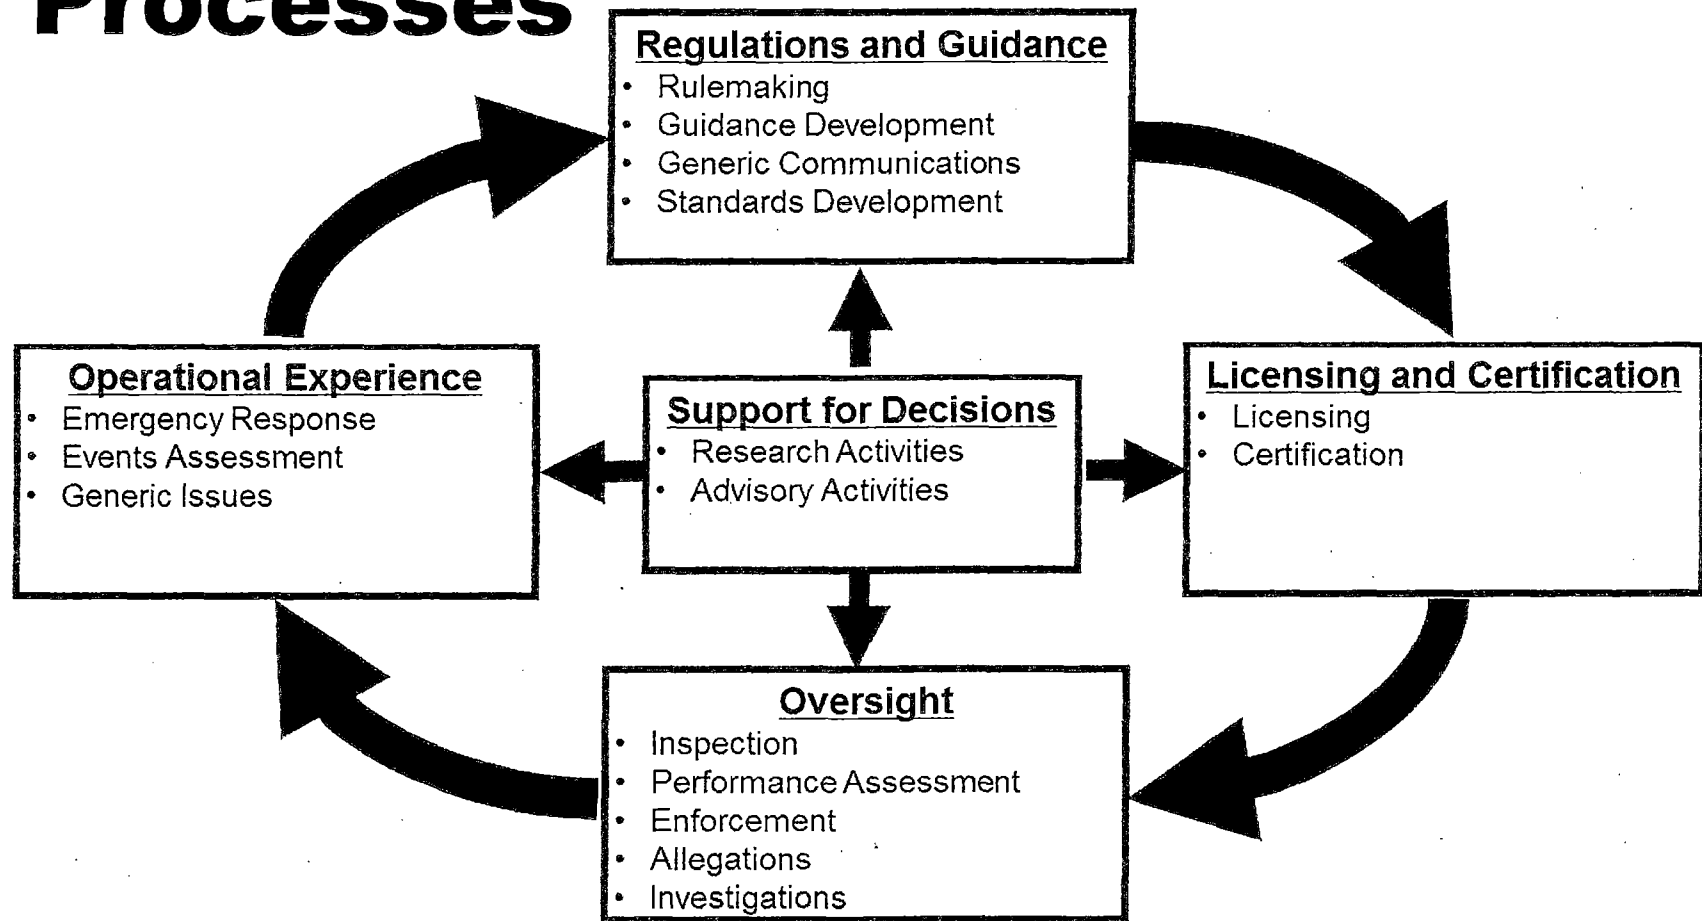 Processes
Regulations and Guidance
• Rulemaking
• Guidance Development
• Generic Communications
• Standards Development
Operational Experience
• Emergency Response
• Events Assessment
• Generic Issues
Support for Decisions
• Research Activities
• Advisory Activities
Licensing and Certification
• Licensing
• Certification
Oversight
• Inspection
• Performance Assessment
• Enforcement
• Allegations
• Investigations